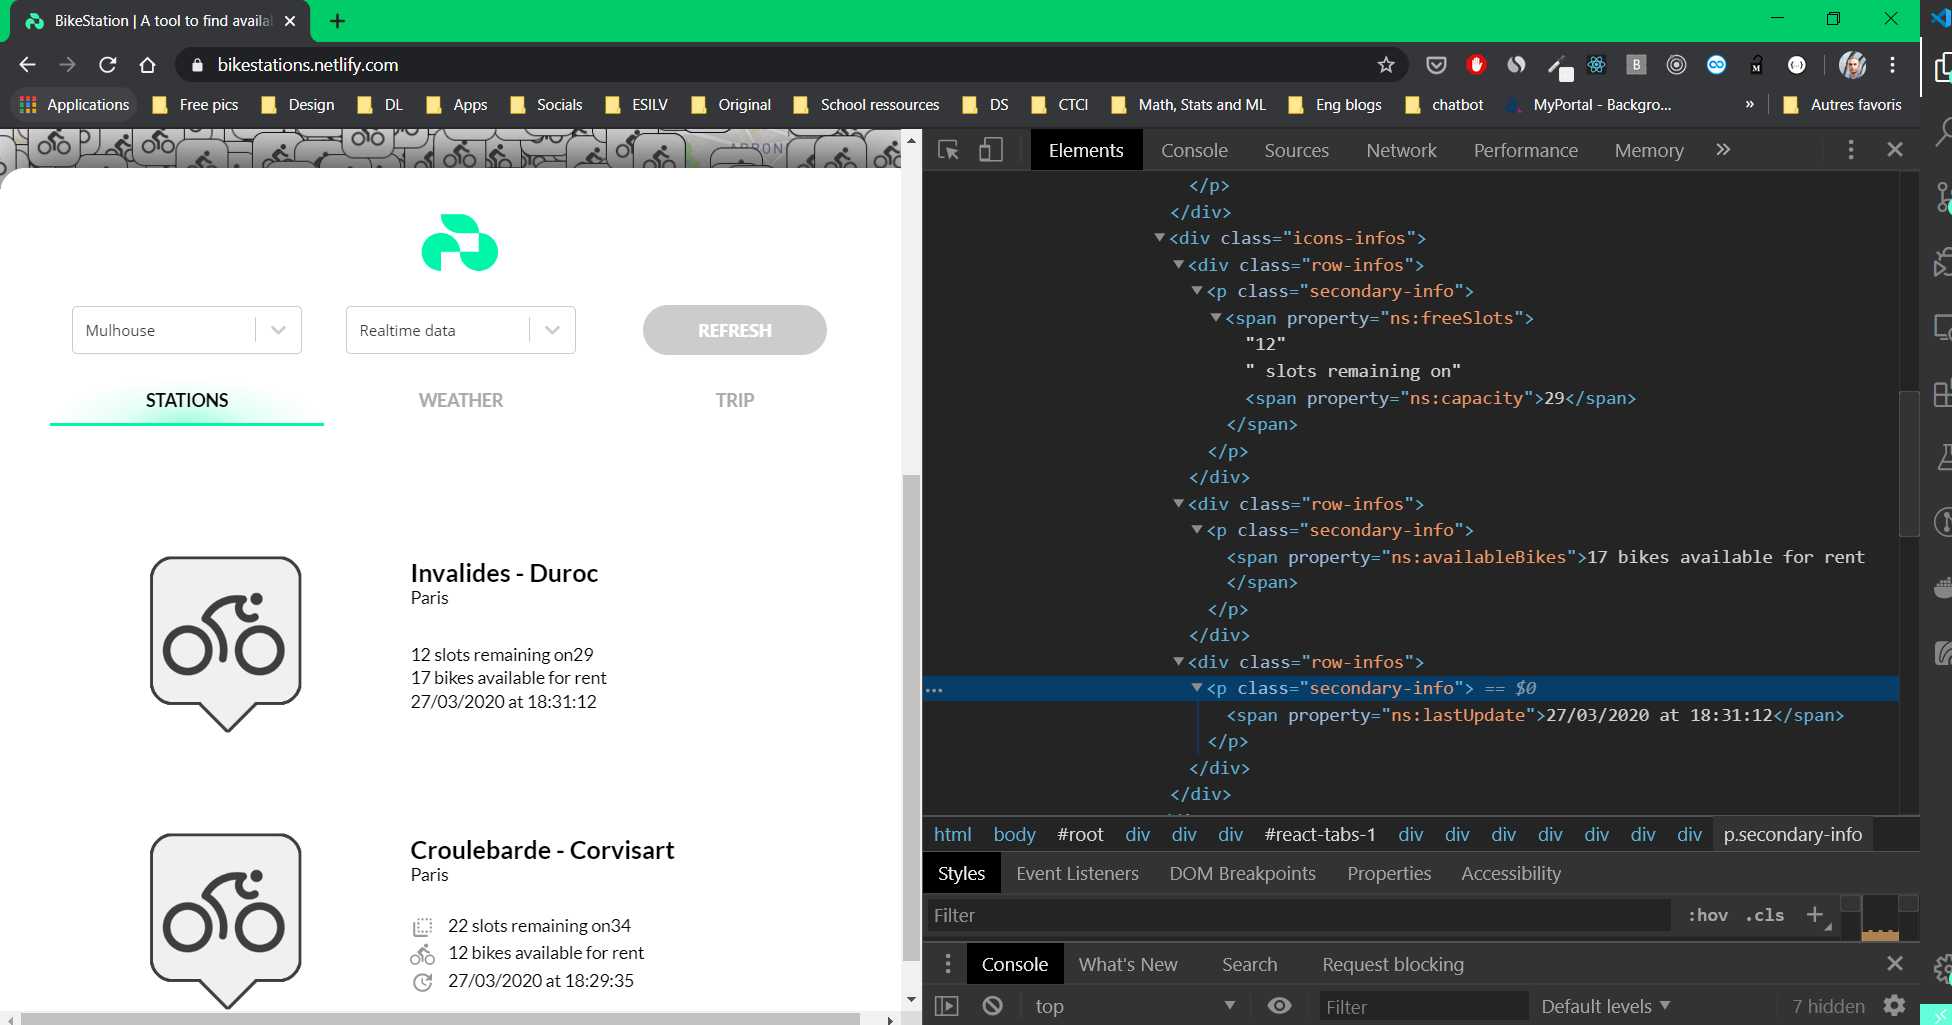 BikeStation | A tool to find availa
bikestations.netlify.com
Applications Free pics Design DL Apps Socials ESILV Original School ressources DS CTCI Math, Stats and ML Eng blogs chatbot MyPortal - Backgro... » Autres favoris
ARRON
Mulhouse
Realtime data
REFRESH
STATIONS WEATHER TRIP
Invalides - Duroc
Paris
12 slots remaining on29
17 bikes available for rent
27/03/2020 at 18:31:12
Croulebarde - Corvisart
Paris
22 slots remaining on34
12 bikes available for rent
27/03/2020 at 18:29:35
Elements Console Sources Network Performance Memory »
</p>
</div>
<div class="icons-infos">
<div class="row-infos">
<p class="secondary-info">
<span property="ns:freeSlots">
"12"
" slots remaining on"
<span property="ns:capacity">29</span>
</span>
</p>
</div>
<div class="row-infos">
<p class="secondary-info">
<span property="ns:availableBikes">17 bikes available for rent
</span>
</p>
</div>
<div class="row-infos">
<p class="secondary-info"> == $0
<span property="ns:lastUpdate">27/03/2020 at 18:31:12</span>
</p>
</div>
</div>
html body #root div div div #react-tabs-1 div div div div div div div p.secondary-info
Styles Event Listeners DOM Breakpoints Properties Accessibility
Filter :hov .cls +
Console What's New Search Request blocking
top Filter Default levels 7 hidden